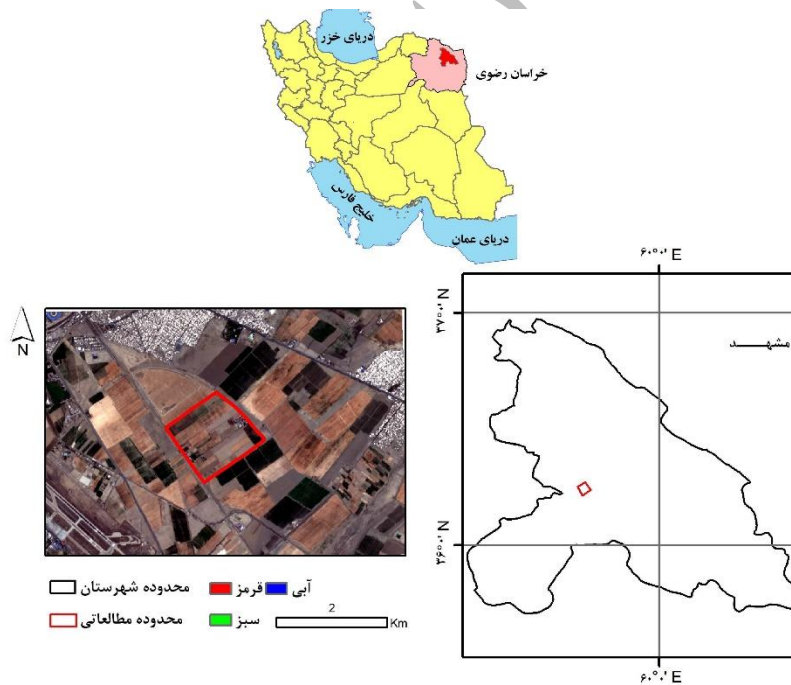 دریای خزر
خراسان رضوی
خلیج فارس
دریای عمان
N
۶۰°۰' E
۳۷°۰' N
مشهد
۳۶°۰' N
۶۰°۰' E
محدوده شهرستان
قرمز
آبی
محدوده مطالعاتی
سبز
2
Km